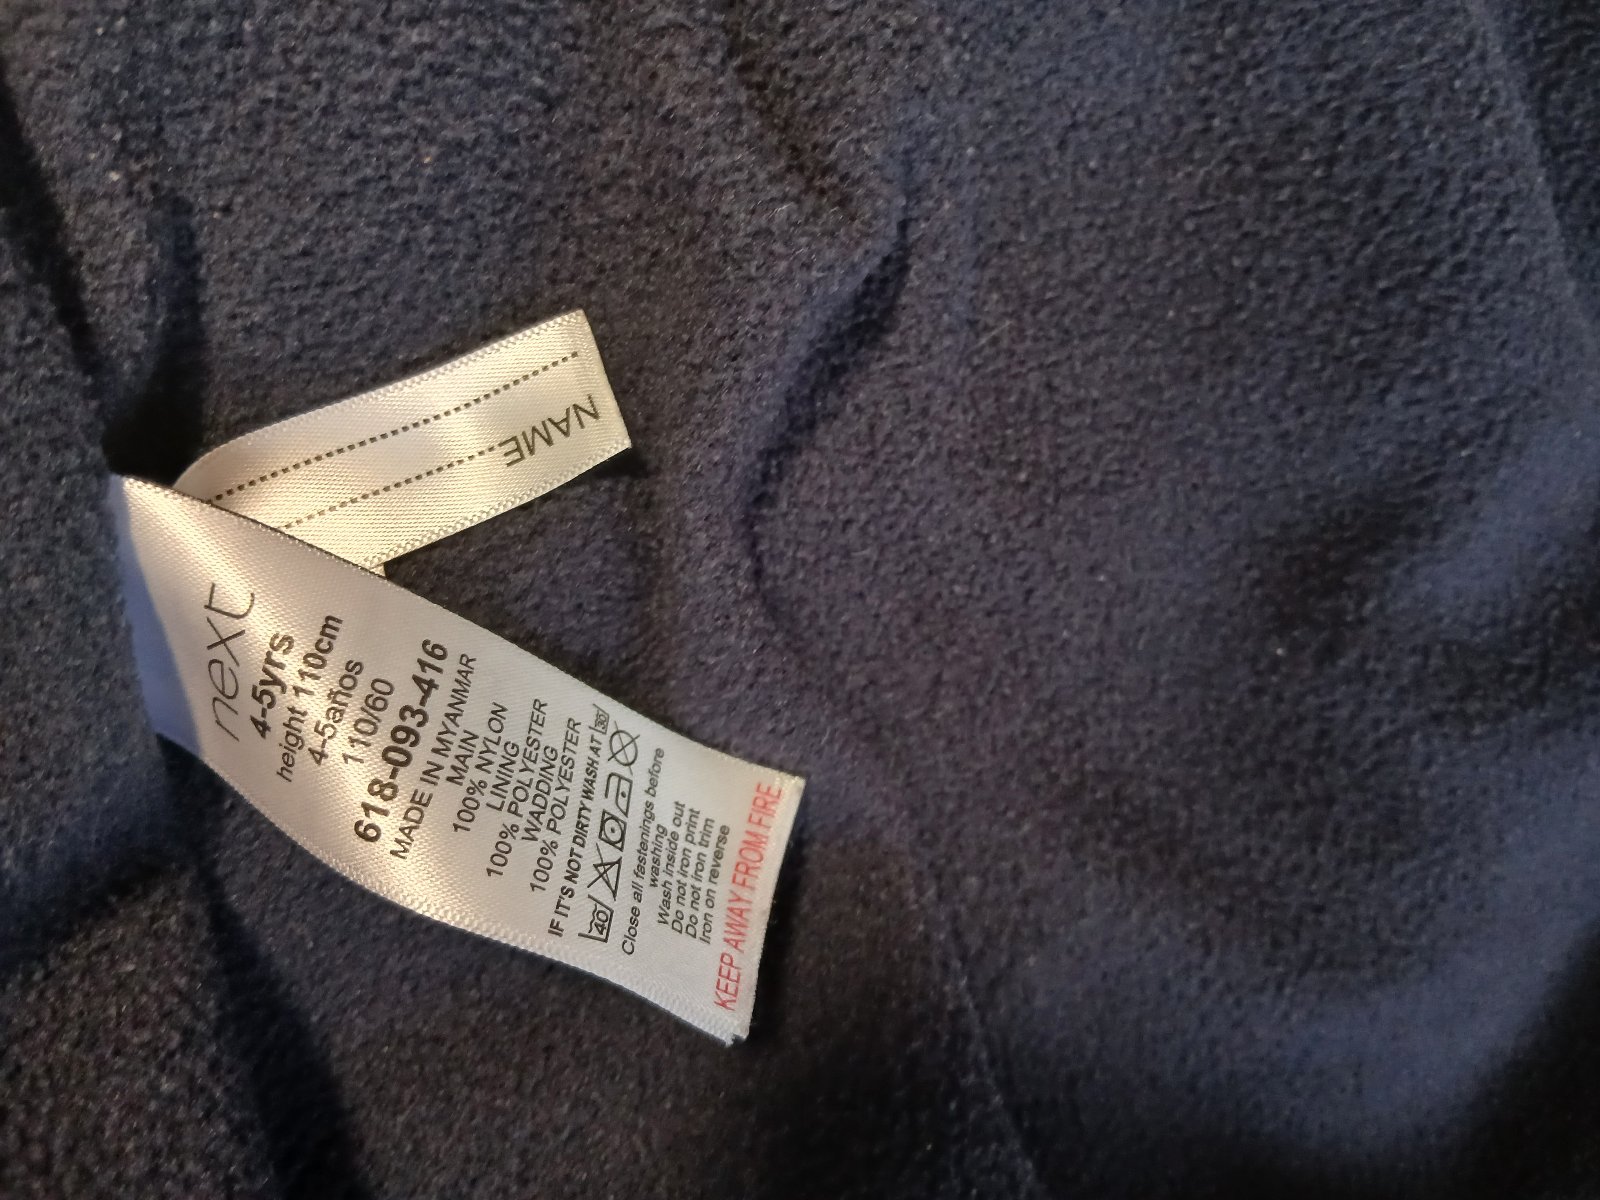 next
4-5yrs
height 110cm
4-5años
110/60
618-093-416
MADE IN MYANMAR
MAIN
100% NYLON
LINING
100% POLYESTER
WADDING
100% POLYESTER
IF IT'S NOT DIRTY WASH AT 30
40
Close all fastenings before
washing
Wash inside out
Do not iron print
Do not iron trim
Iron on reverse
KEEP AWAY FROM FIRE
NAME